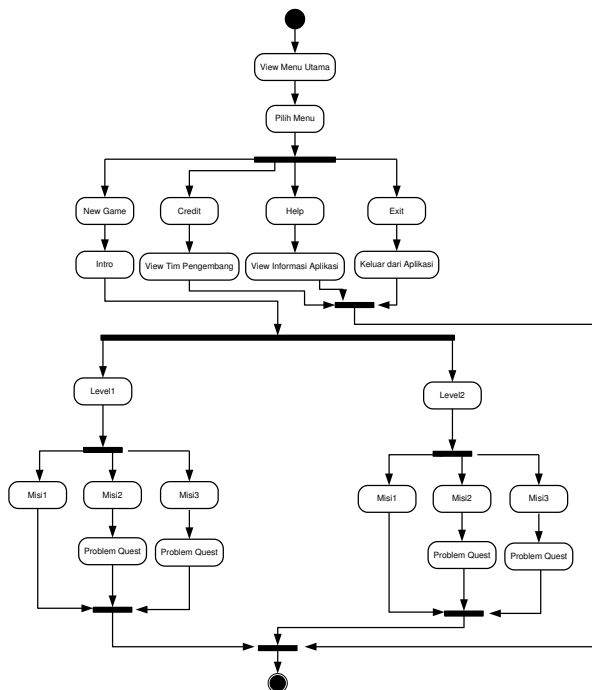 View Menu Utama
Pilih Menu
New Game
Credit
Help
Exit
Intro
View Tim Pengembang
View Informasi Aplikasi
Keluar dari Aplikasi
Level1
Level2
Misi1
Misi2
Misi3
Misi1
Misi2
Misi3
Problem Quest
Problem Quest
Problem Quest
Problem Quest